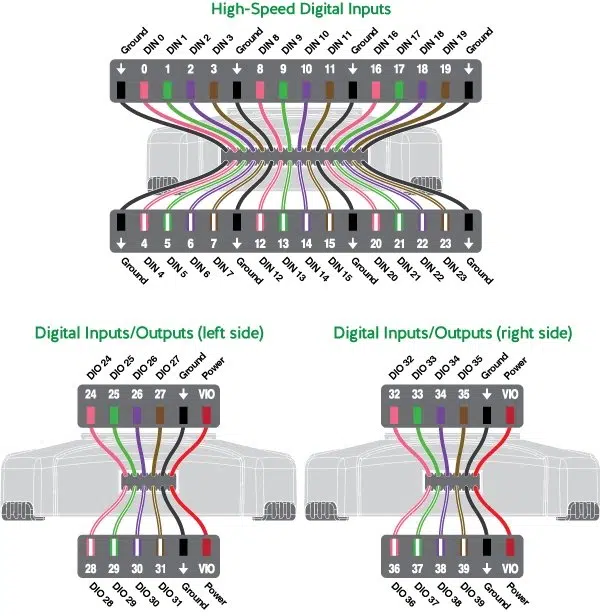 High-Speed Digital Inputs
Ground DIN 0 DIN 1 DIN 2 DIN 3 Ground DIN 8 DIN 9 DIN 10 DIN 11 Ground DIN 16 DIN 17 DIN 18 DIN 19 Ground
0 1 2 3 8 9 10 11 16 17 18 19
4 5 6 7 12 13 14 15 20 21 22 23
Ground DIN 4 DIN 5 DIN 6 DIN 7 Ground DIN 12 DIN 13 DIN 14 DIN 15 Ground DIN 20 DIN 21 DIN 22 DIN 23 Ground
Digital Inputs/Outputs (left side)
DIO 24 DIO 25 DIO 26 DIO 27 Ground Power
24 25 26 27 VIO
28 29 30 31 VIO
DIO 28 DIO 29 DIO 30 DIO 31 Ground Power
Digital Inputs/Outputs (right side)
DIO 32 DIO 33 DIO 34 DIO 35 Ground Power
32 33 34 35 VIO
36 37 38 39 VIO
DIO 36 DIO 37 DIO 38 DIO 39 Ground Power